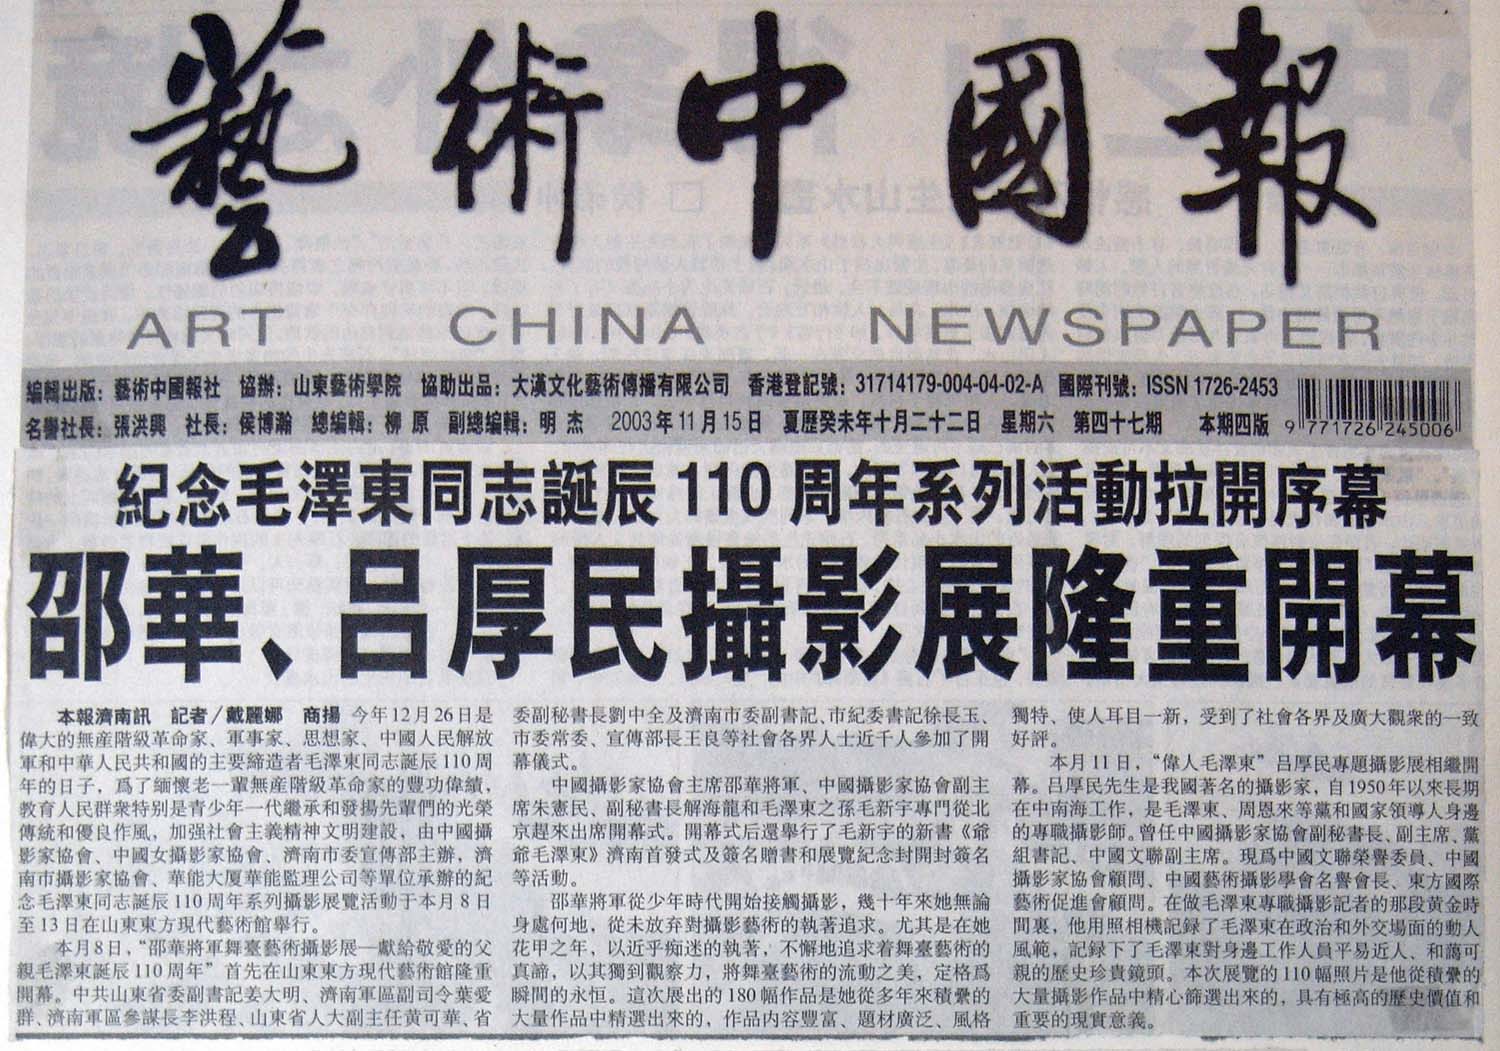 藝術中國報
ART CHINA NEWSPAPER
編輯出版：藝術中國報社 協辦：山東藝術學院 協助出品：大漢文化藝術傳播有限公司 香港登記號：31714179-004-04-02-A 國際刊號：ISSN 1726-2453
名譽社長：張洪興 社長：侯博瀚 總編輯：柳 原 副總編輯：明 杰 2003年11月15日 夏歷癸未年十月二十二日 星期六 第四十七期 本期四版
9 771726 245006
紀念毛澤東同志誕辰 110 周年系列活動拉開序幕
邵華、吕厚民攝影展隆重開幕
本報濟南訊 記者／戴麗娜 商揚 今年12月26日是
偉大的無産階級革命家、軍事家、思想家、中國人民解放
軍和中華人民共和國的主要締造者毛澤東同志誕辰110周
年的日子，爲了緬懷老一輩無産階級革命家的豐功偉績，
教育人民群衆特别是青少年一代繼承和發揚先輩們的光榮
傳統和優良作風，加强社會主義精神文明建設，由中國攝
影家協會、中國女攝影家協會、濟南市委宣傳部主辦，濟
南市攝影家協會、華能大厦華能監理公司等單位承辦的紀
念毛澤東同志誕辰110周年系列攝影展覽活動于本月8日
至13日在山東東方現代藝術館舉行。
本月8日，“邵華將軍舞臺藝術攝影展—獻給敬愛的父
親毛澤東誕辰110周年”首先在山東東方現代藝術館隆重
開幕。中共山東省委副書記姜大明、濟南軍區副司令葉愛
群、濟南軍區參謀長李洪程、山東省人大副主任黄可華、省
委副秘書長劉中全及濟南市委副書記、市紀委書記徐長玉、
市委常委、宣傳部長王良等社會各界人士近千人參加了開
幕儀式。
中國攝影家協會主席邵華將軍、中國攝影家協會副主
席朱憲民、副秘書長解海龍和毛澤東之孫毛新宇專門從北
京趕來出席開幕式。開幕式后還舉行了毛新宇的新書《爺
爺毛澤東》濟南首發式及簽名贈書和展覽紀念封開封簽名
等活動。
邵華將軍從少年時代開始接觸攝影，幾十年來她無論
身處何地，從未放弃對攝影藝術的執著追求。尤其是在她
花甲之年，以近乎痴迷的執著，不懈地追求着舞臺藝術的
真諦，以其獨到觀察力，將舞臺藝術的流動之美，定格爲
瞬間的永恒。這次展出的180幅作品是她從多年來積纍的
大量作品中精選出來的，作品内容豐富、題材廣泛、風格
獨特、使人耳目一新，受到了社會各界及廣大觀衆的一致
好評。
本月11日，“偉人毛澤東”吕厚民專題攝影展相繼開
幕。吕厚民先生是我國著名的攝影家，自1950年以來長期
在中南海工作，是毛澤東、周恩來等黨和國家領導人身邊
的專職攝影師。曾任中國攝影家協會副秘書長、副主席、黨
組書記、中國文聯副主席。現爲中國文聯榮譽委員、中國
攝影家協會顧問、中國藝術攝影學會名譽會長、東方國際
藝術促進會顧問。在做毛澤東專職攝影記者的那段黄金時
間裏，他用照相機記録了毛澤東在政治和外交場面的動人
風範，記録下了毛澤東對身邊工作人員平易近人、和藹可
親的歷史珍貴鏡頭。本次展覽的110幅照片是他從積纍的
大量攝影作品中精心篩選出來的，具有極高的歷史價值和
重要的現實意義。